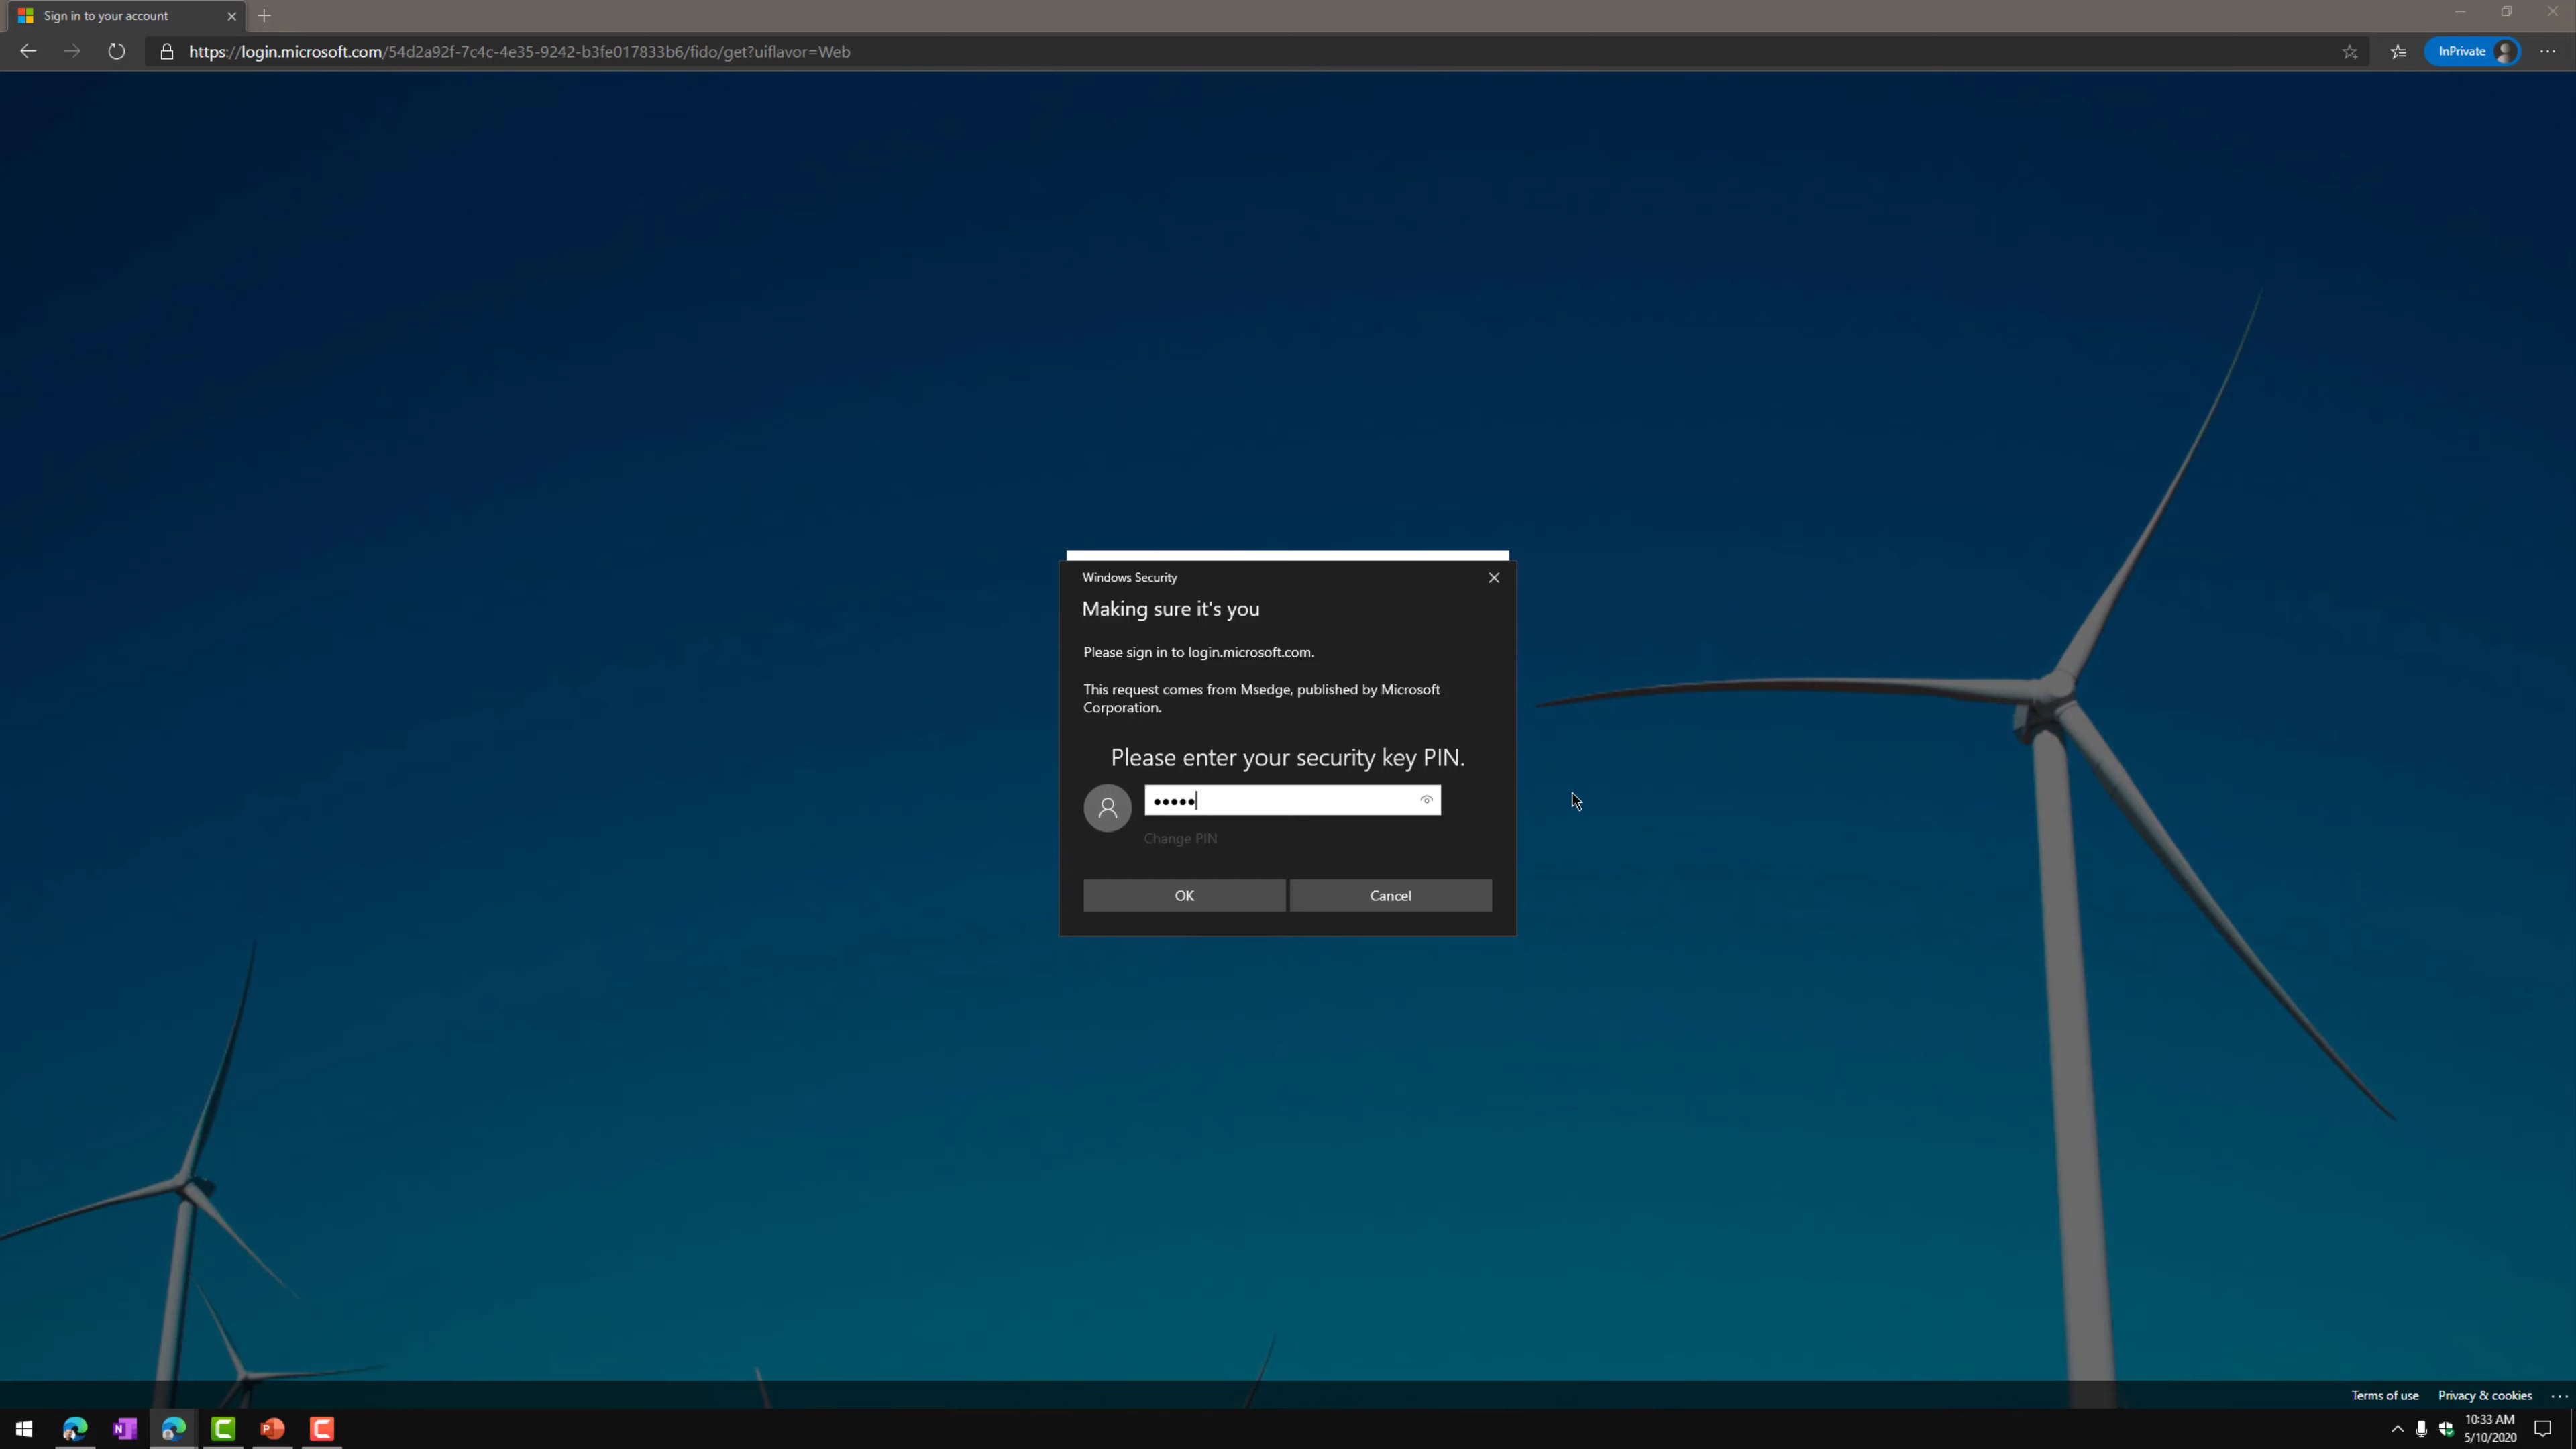 Sign in to your account
https://login.microsoft.com/54d2a92f-7c4c-4e35-9242-b3fe017833b6/fido/get?uiflavor=Web
InPrivate
Windows Security
Making sure it's you
Please sign in to login.microsoft.com.
This request comes from Msedge, published by Microsoft
Corporation.
Please enter your security key PIN.
•••••
Change PIN
OK
Cancel
Terms of use
Privacy & cookies
10:33 AM
5/10/2020